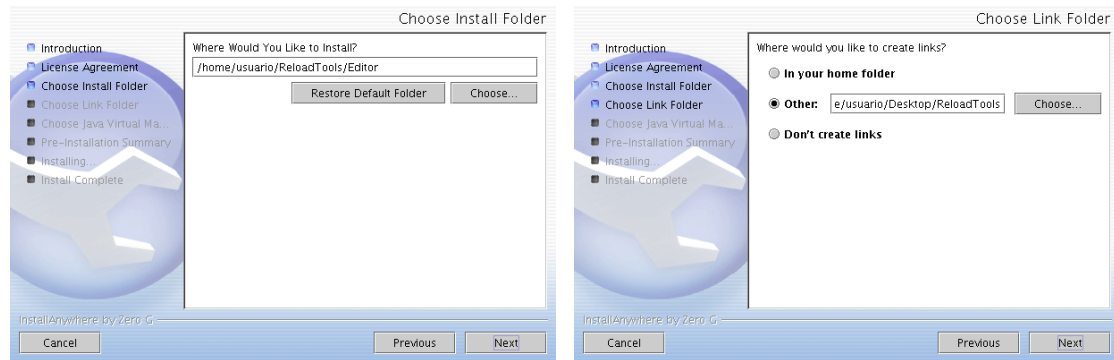 Choose Install Folder
Introduction
License Agreement
Choose Install Folder
Choose Link Folder
Choose Java Virtual Ma...
Pre-Installation Summary
Installing...
Install Complete
Where Would You Like to Install?
/home/usuario/ReloadTools/Editor
Restore Default Folder
Choose...
InstallAnywhere by Zero G
Cancel
Previous
Next
Choose Link Folder
Introduction
License Agreement
Choose Install Folder
Choose Link Folder
Choose Java Virtual Ma...
Pre-Installation Summary
Installing...
Install Complete
Where would you like to create links?
In your home folder
Other: e/usuario/Desktop/ReloadTools Choose...
Don't create links
InstallAnywhere by Zero G
Cancel
Previous
Next